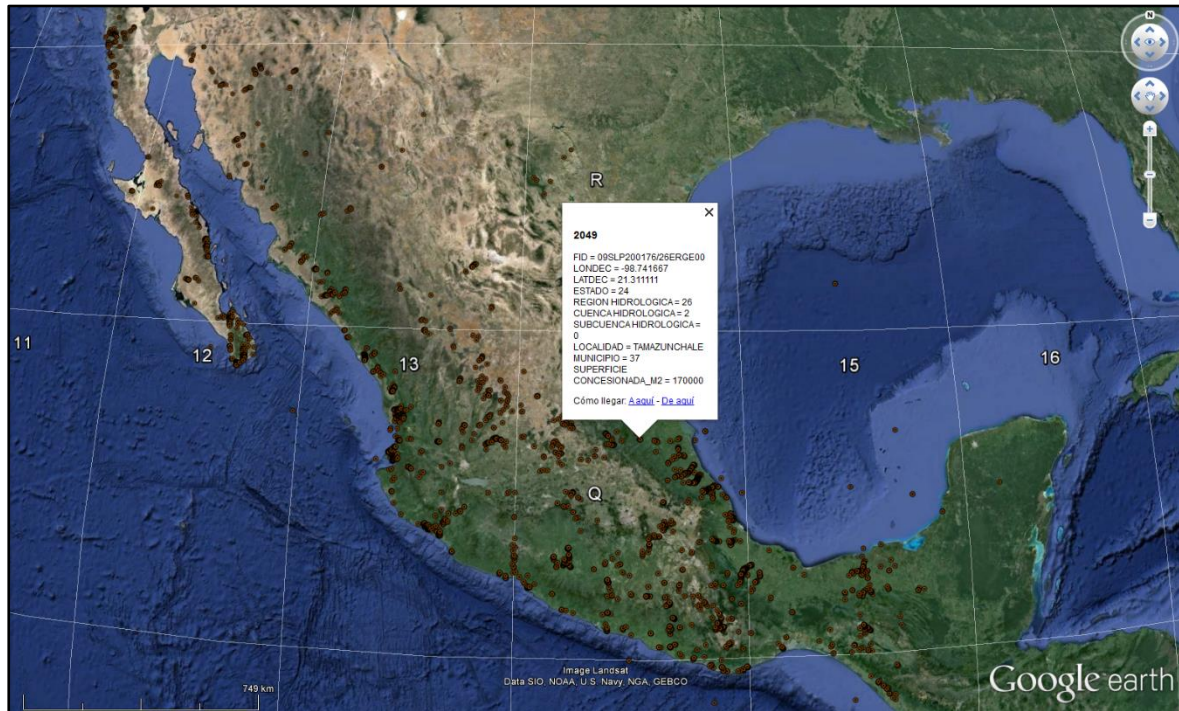 N
R
×
2049
FID = 09SLP200176/26ERGE00
LONDEC = -98.741667
LATDEC = 21.311111
ESTADO = 24
REGION HIDROLOGICA = 26
CUENCA HIDROLOGICA = 2
SUBCUENCA HIDROLOGICA =
0
LOCALIDAD = TAMAZUNCHALE
MUNICIPIO = 37
SUPERFICIE
CONCESIONADA_M2 = 170000
Cómo llegar: A aquí - De aquí
11
12
13
15
16
Q
Image Landsat
Data SIO, NOAA, U.S. Navy, NGA, GEBCO
749 km
Google earth